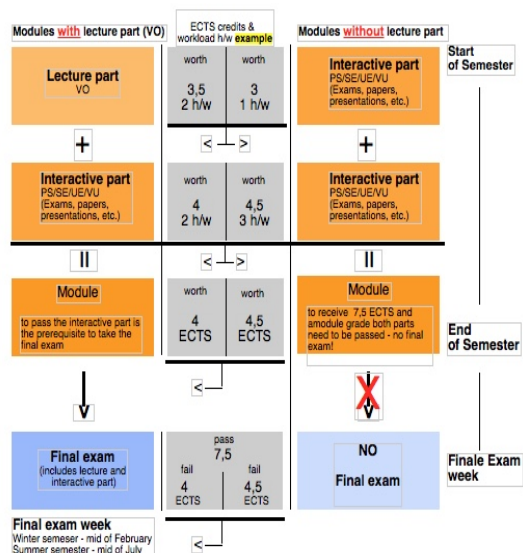 Modules with lecture part (VO)
ECTS credits &
workload h/w example
Modules without lecture part
Start
of Semester
Lecture part
VO
worth
3,5
2 h/w
worth
3
1 h/w
Interactive part
PS/SE/UE/VU
(Exams, papers,
presentations, etc.)
+
< >
+
Interactive part
PS/SE/UE/VU
(Exams, papers,
presentations, etc.)
worth
4
2 h/w
worth
4,5
3 h/w
Interactive part
PS/SE/UE/VU
(Exams, papers,
presentations, etc.)
=
< >
=
Module
to pass the interactive part is
the prerequisite to take the
final exam
worth
4
ECTS
worth
4,5
ECTS
Module
to receive 7,5 ECTS and
amodule grade both parts
need to be passed - no final
exam!
End
of Semester
<
X
Final exam
(includes lecture and
interactive part)
pass
7,5
fail
4
ECTS
fail
4,5
ECTS
NO
Final exam
Finale Exam
week
Final exam week
Winter semeser - mid of February
Summer semester - mid of July
<